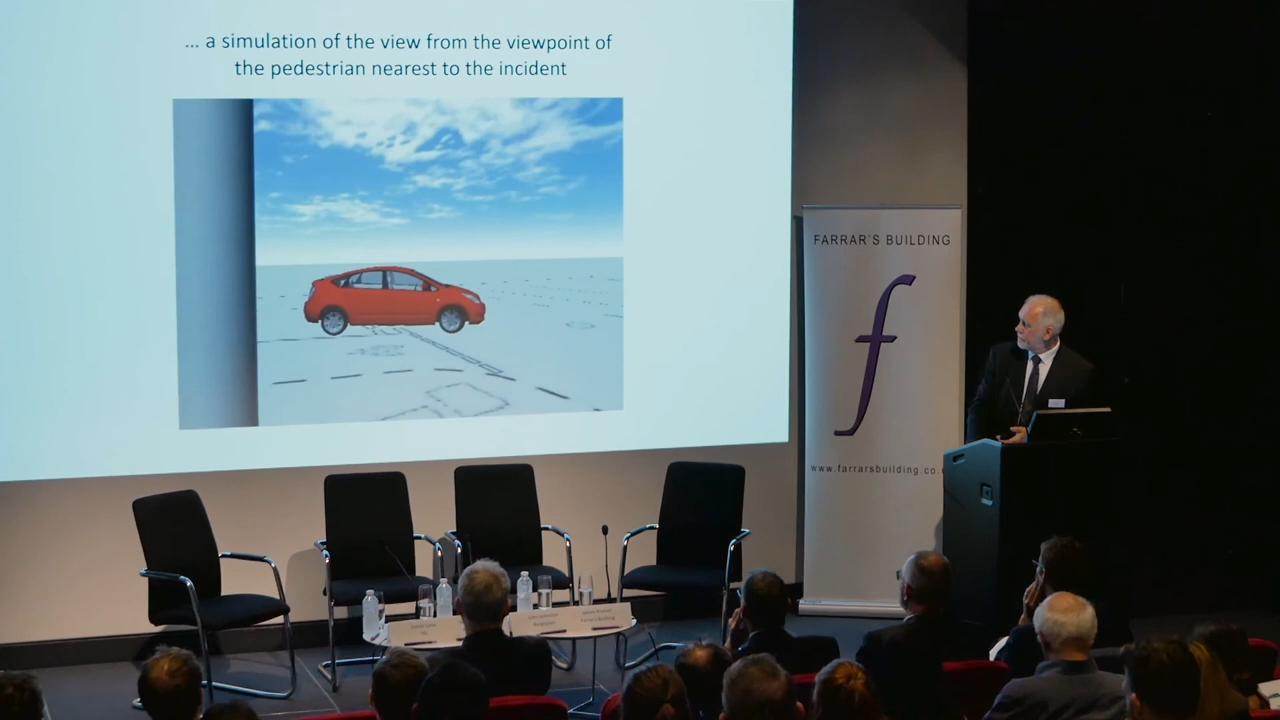 ... a simulation of the view from the viewpoint of
the pedestrian nearest to the incident
FARRAR'S BUILDING
f
www.farrarsbuilding.co.